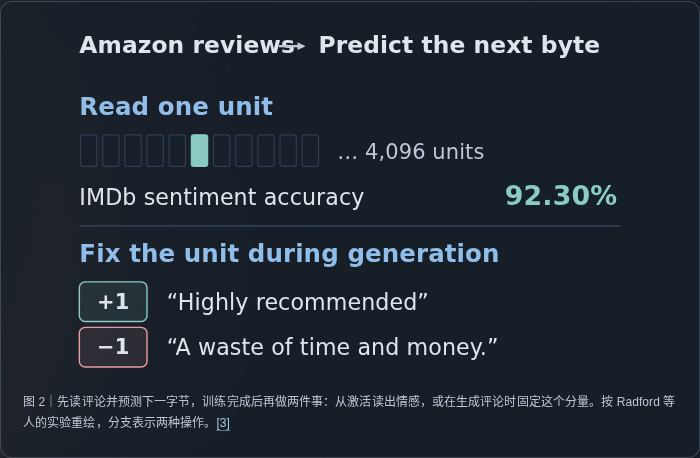 Amazon reviews → Predict the next byte
Read one unit
... 4,096 units
IMDb sentiment accuracy 92.30%
Fix the unit during generation
+1 “Highly recommended”
−1 “A waste of time and money.”
图 2｜先读评论并预测下一字节，训练完成后再做两件事：从激活读出情感，或在生成评论时固定这个分量。按 Radford 等
人的实验重绘，分支表示两种操作。[3]